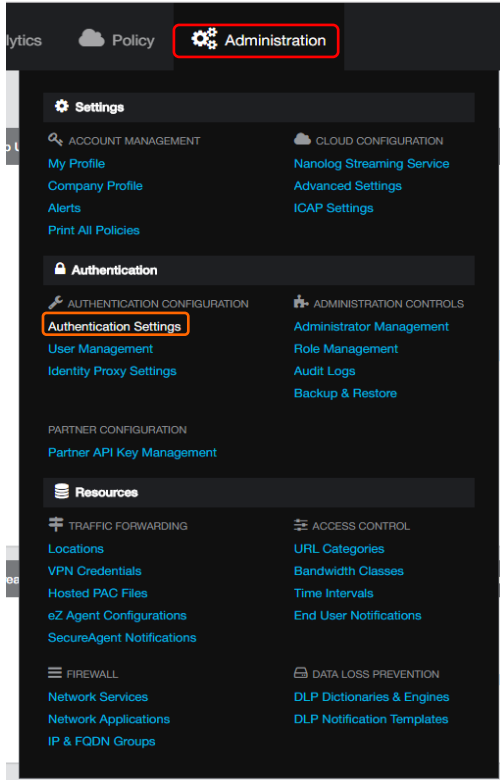 lytics Policy Administration
Settings
ACCOUNT MANAGEMENT
My Profile
Company Profile
Alerts
Print All Policies
CLOUD CONFIGURATION
Nanolog Streaming Service
Advanced Settings
ICAP Settings
Authentication
AUTHENTICATION CONFIGURATION
Authentication Settings
User Management
Identity Proxy Settings
ADMINISTRATION CONTROLS
Administrator Management
Role Management
Audit Logs
Backup & Restore
PARTNER CONFIGURATION
Partner API Key Management
Resources
TRAFFIC FORWARDING
Locations
VPN Credentials
Hosted PAC Files
eZ Agent Configurations
SecureAgent Notifications
ACCESS CONTROL
URL Categories
Bandwidth Classes
Time Intervals
End User Notifications
FIREWALL
Network Services
Network Applications
IP & FQDN Groups
DATA LOSS PREVENTION
DLP Dictionaries & Engines
DLP Notification Templates